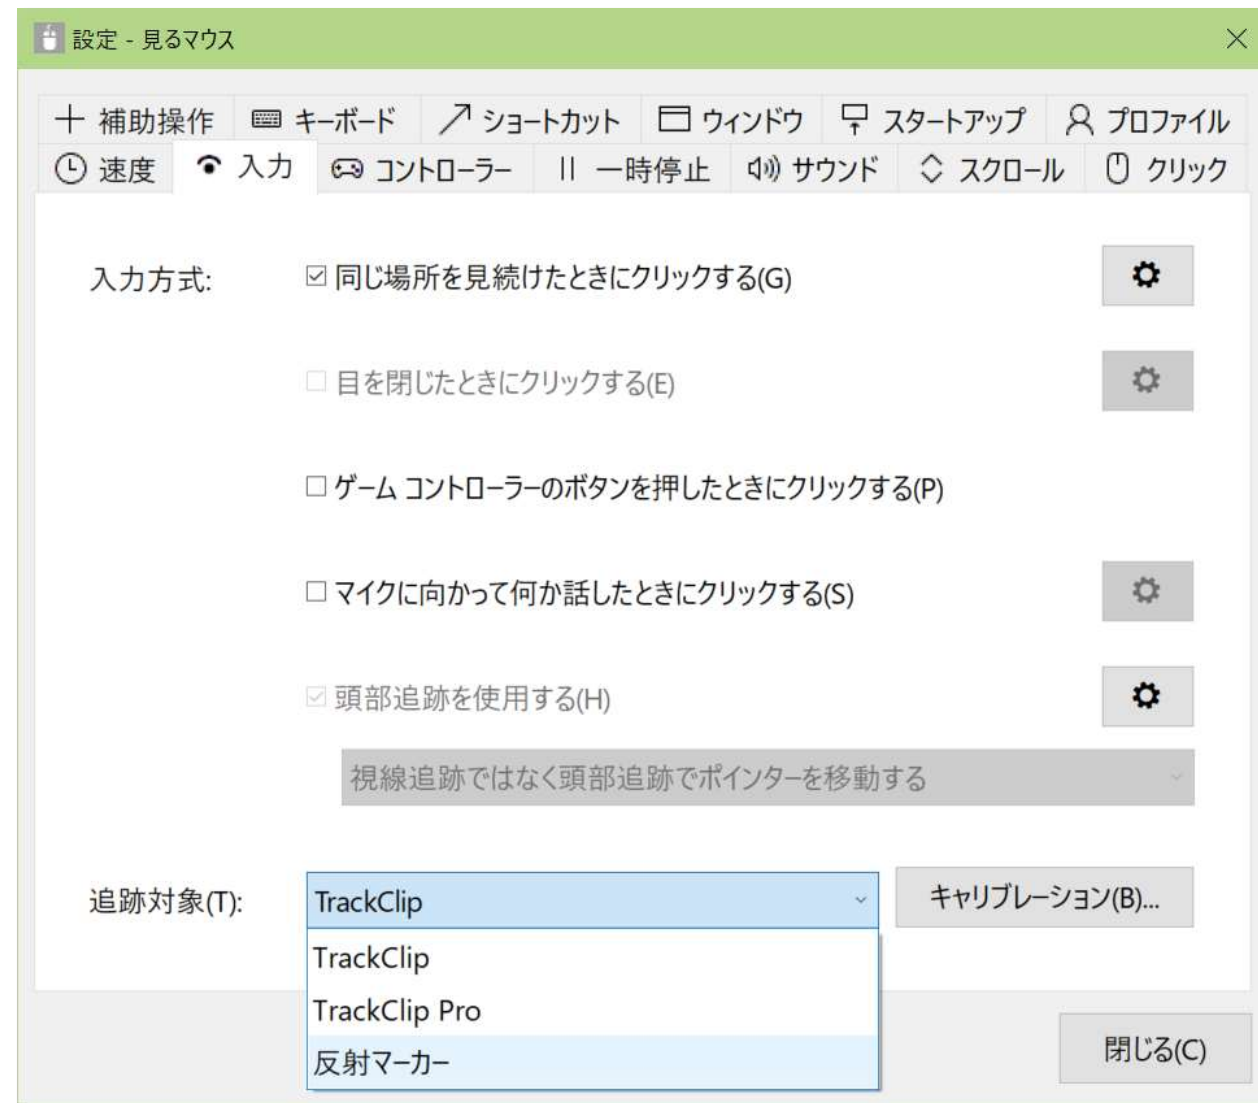 設定 - 見るマウス
補助操作 キーボード ショートカット ウィンドウ スタートアップ プロファイル
速度 入力 コントローラー 一時停止 サウンド スクロール クリック
入力方式: 同じ場所を見続けたときにクリックする(G)
目を閉じたときにクリックする(E)
ゲーム コントローラーのボタンを押したときにクリックする(P)
マイクに向かって何か話したときにクリックする(S)
頭部追跡を使用する(H)
視線追跡ではなく頭部追跡でポインターを移動する
追跡対象(T): TrackClip キャリブレーション(B)...
TrackClip
TrackClip Pro
反射マーカー
閉じる(C)